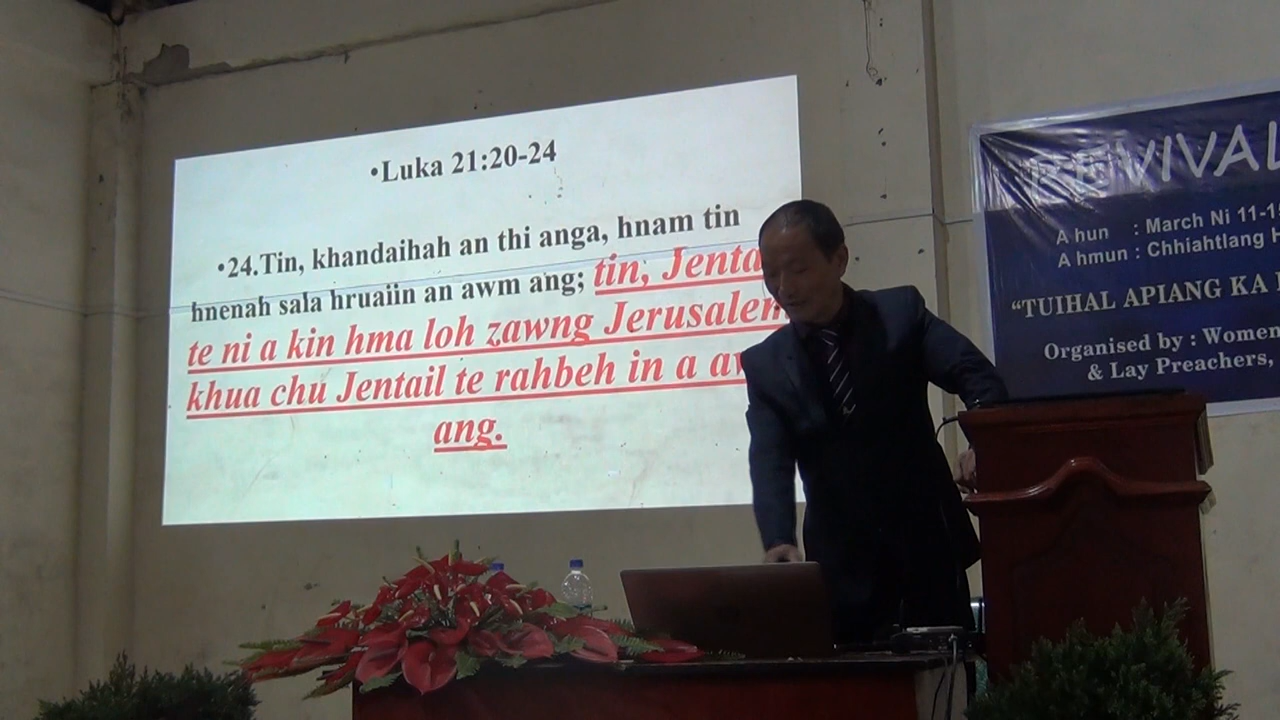 •Luka 21:20-24
•24.Tin, khandaihah an thi anga, hnam tin
hnenah sala hruaiin an awm ang; tin, Jenta
te ni a kin hma loh zawng Jerusalem
khua chu Jentail te rahbeh in a aw
ang.
REVIVAL
A hun : March Ni 11-1
A hmun : Chhiahtlang H
“TUIHAL APIANG KA
Organised by : Women
& Lay Preachers,